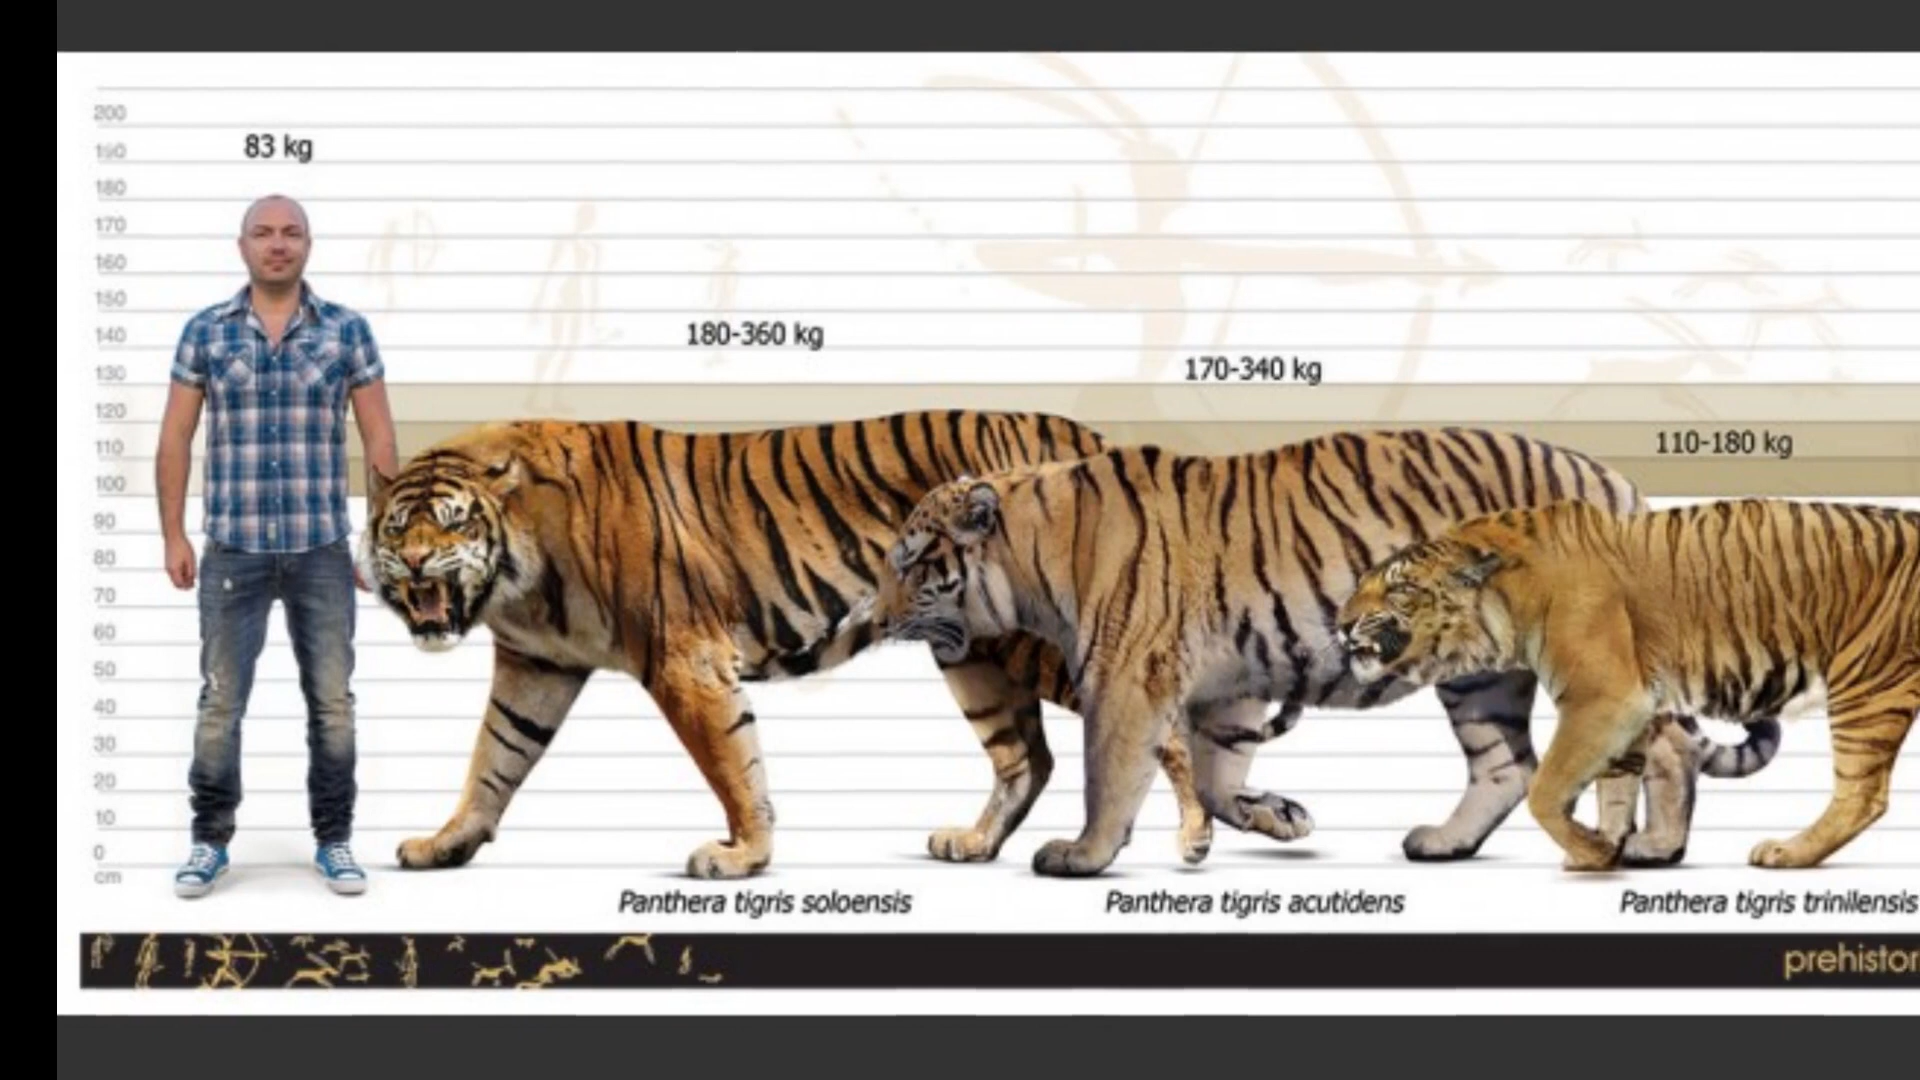 200
190
180
170
160
150
140
130
120
110
100
90
80
70
60
50
40
30
20
10
0
cm
83 kg
180-360 kg
170-340 kg
110-180 kg
Panthera tigris soloensis
Panthera tigris acutidens
Panthera tigris trinilensis
prehistor